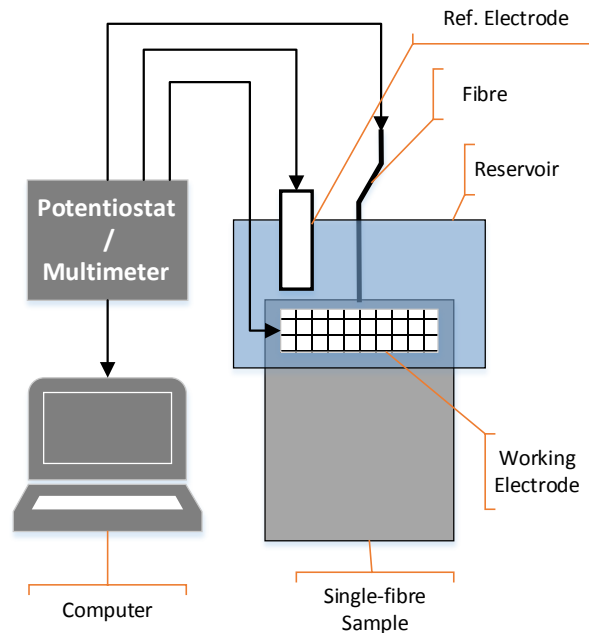 Ref. Electrode
Fibre
Reservoir
Potentiostat
/
Multimeter
Working
Electrode
Computer
Single-fibre
Sample